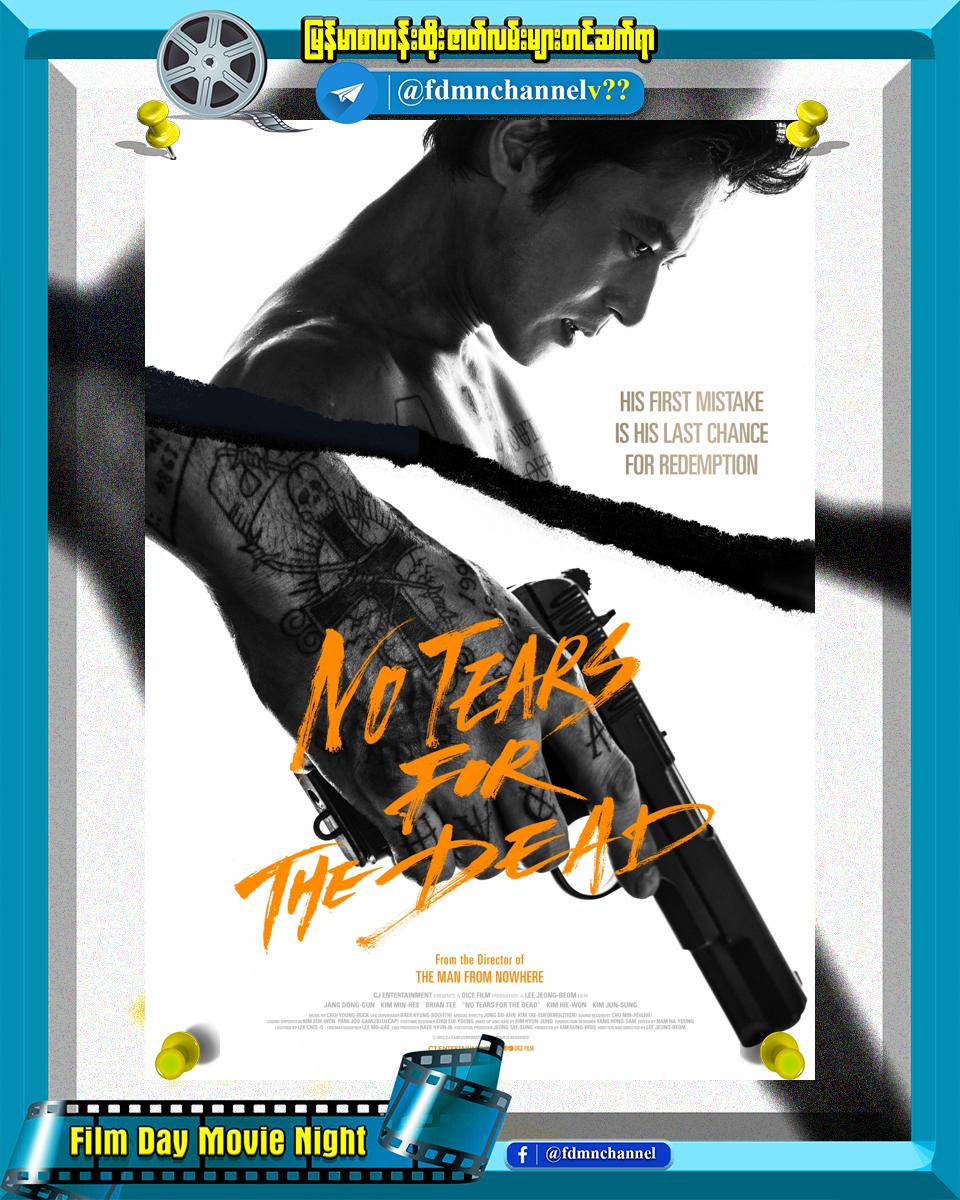 မြန်မာစာတန်းထိုးဇာတ်လမ်းများတင်ဆက်ရာ
@fdmnchannelv??
HIS FIRST MISTAKE
IS HIS LAST CHANCE
FOR REDEMPTION
NO TEARS
FOR
THE DEAD
From the Director of
THE MAN FROM NOWHERE
CJ ENTERTAINMENT PRESENTS A DICE FILM PRODUCTION A LEE JEONG-BEOM FILM
JANG DONG-GUN KIM MIN-HEE BRIAN TEE "NO TEARS FOR THE DEAD" KIM HIE-WON KIM JUN-SUNG
Film Day Movie Night
@fdmnchannel